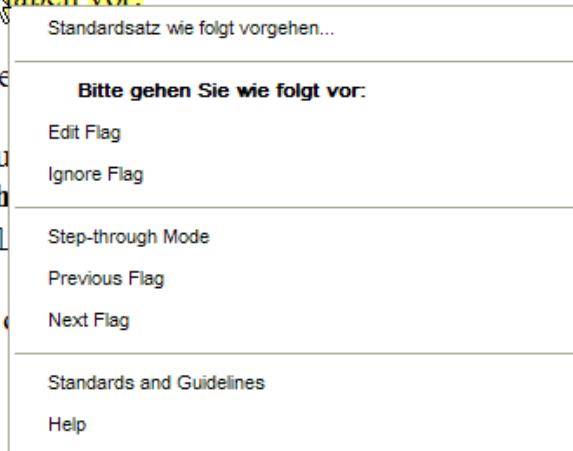 vor.
Standardsatz wie folgt vorgehen...
Bitte gehen Sie wie folgt vor:
Edit Flag
Ignore Flag
Step-through Mode
Previous Flag
Next Flag
Standards and Guidelines
Help